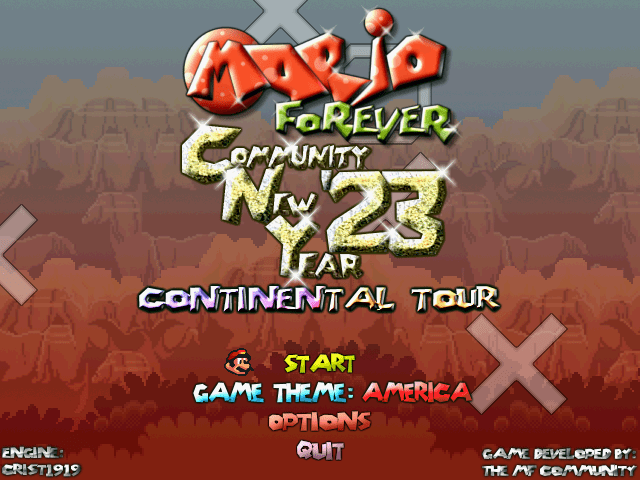 Mario
Forever
Community
New '23
Year
Continental Tour
Start
Game Theme: America
Options
Quit
Engine:
Crist1919
Game developed by:
The MF Community